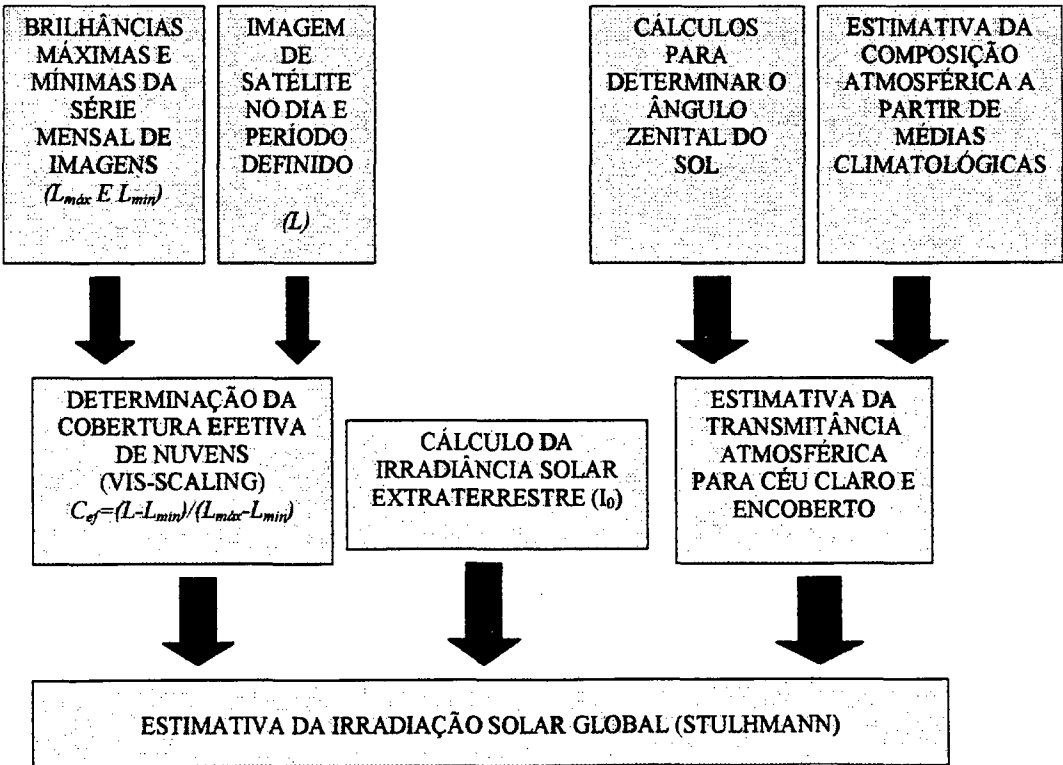 BRILHÂNCIAS
MÁXIMAS E
MÍNIMAS DA
SÉRIE
MENSAL DE
IMAGENS
(Lmáx E Lmin)
IMAGEM
DE
SATÉLITE
NO DIA E
PERÍODO
DEFINIDO
(L)
CÁLCULOS
PARA
DETERMINAR O
ÂNGULO
ZENITAL DO
SOL
ESTIMATIVA DA
COMPOSIÇÃO
ATMOSFÉRICA A
PARTIR DE
MÉDIAS
CLIMATOLÓGICAS
DETERMINAÇÃO DA
COBERTURA EFETIVA
DE NUVENS
(VIS-SCALING)
Cef=(L-Lmin)/(Lmáx-Lmin)
CÁLCULO DA
IRRADIÂNCIA SOLAR
EXTRATERRESTRE (I0)
ESTIMATIVA DA
TRANSMITÂNCIA
ATMOSFÉRICA
PARA CÉU CLARO E
ENCOBERTO
ESTIMATIVA DA IRRADIAÇÃO SOLAR GLOBAL (STULHMANN)